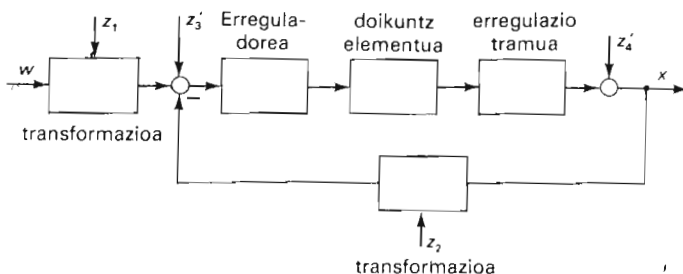 z₁
z₃′
Erregula-
dorea
doikuntz
elementua
erregulazio
tramua
z₄′
w
x
−
transformazioa
z₂
transformazioa